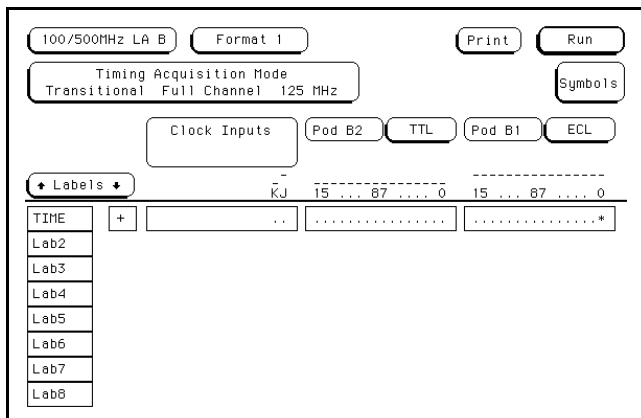 100/500MHz LA B Format 1 Print Run
Timing Acquisition Mode
Transitional Full Channel 125 MHz
Symbols
Clock Inputs Pod B2 TTL Pod B1 ECL
Labels
KJ 15 ... 87 .... 0 15 ... 87 .... 0
TIME + .. ................ ...............*
Lab2
Lab3
Lab4
Lab5
Lab6
Lab7
Lab8